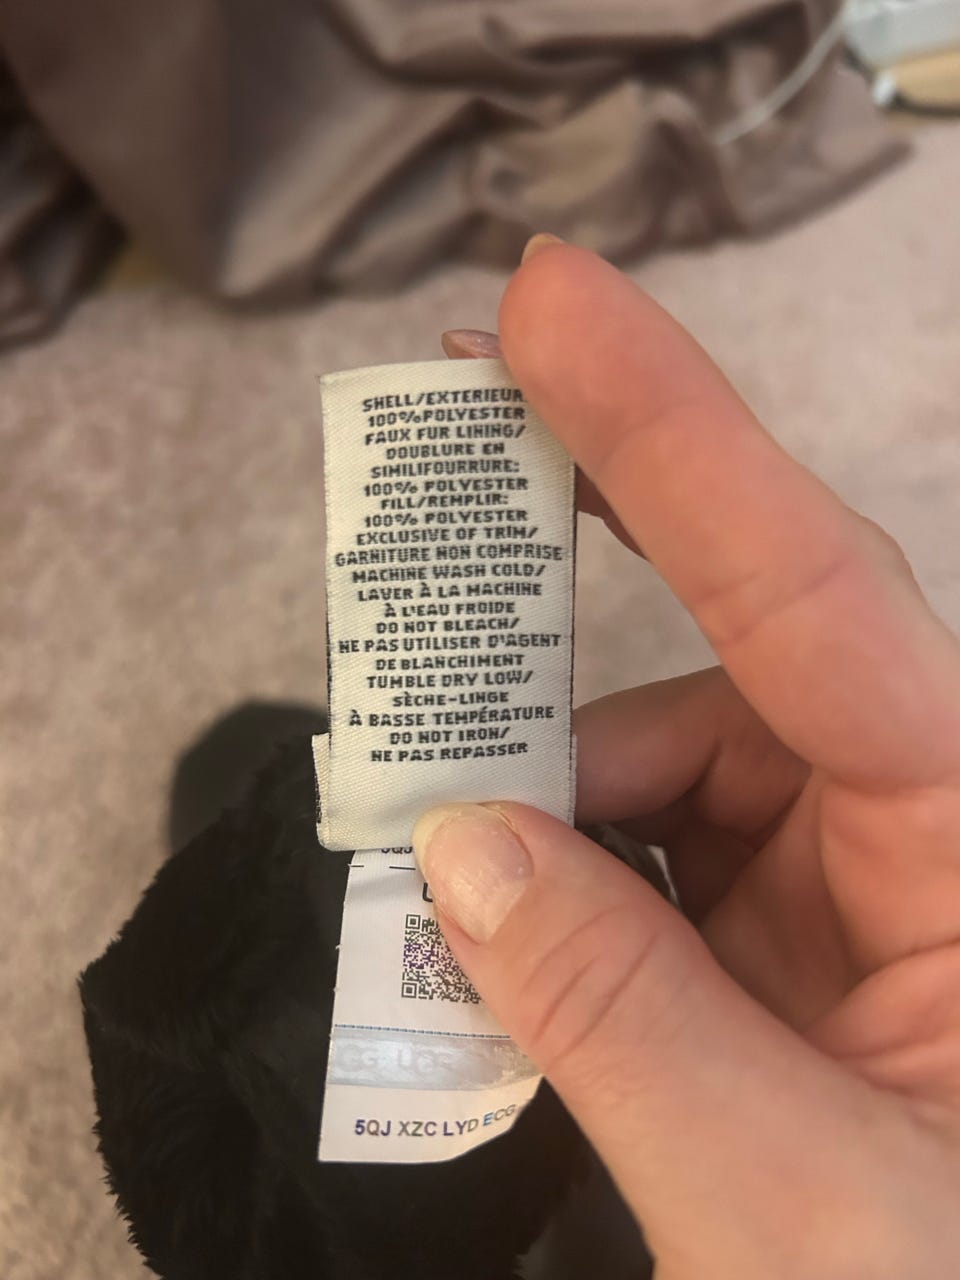 SHELL/EXTERIEUR:
100% POLYESTER
FAUX FUR LINING/
DOUBLURE EN
SIMILIFOURRURE:
100% POLYESTER
FILL/REMPLIR:
100% POLYESTER
EXCLUSIVE OF TRIM/
GARNITURE NON COMPRISE
MACHINE WASH COLD/
LAVER À LA MACHINE
À L'EAU FROIDE
DO NOT BLEACH/
NE PAS UTILISER D'AGENT
DE BLANCHIMENT
TUMBLE DRY LOW/
SÈCHE-LINGE
À BASSE TEMPÉRATURE
DO NOT IRON/
NE PAS REPASSER
5QJ XZC LYD ECG